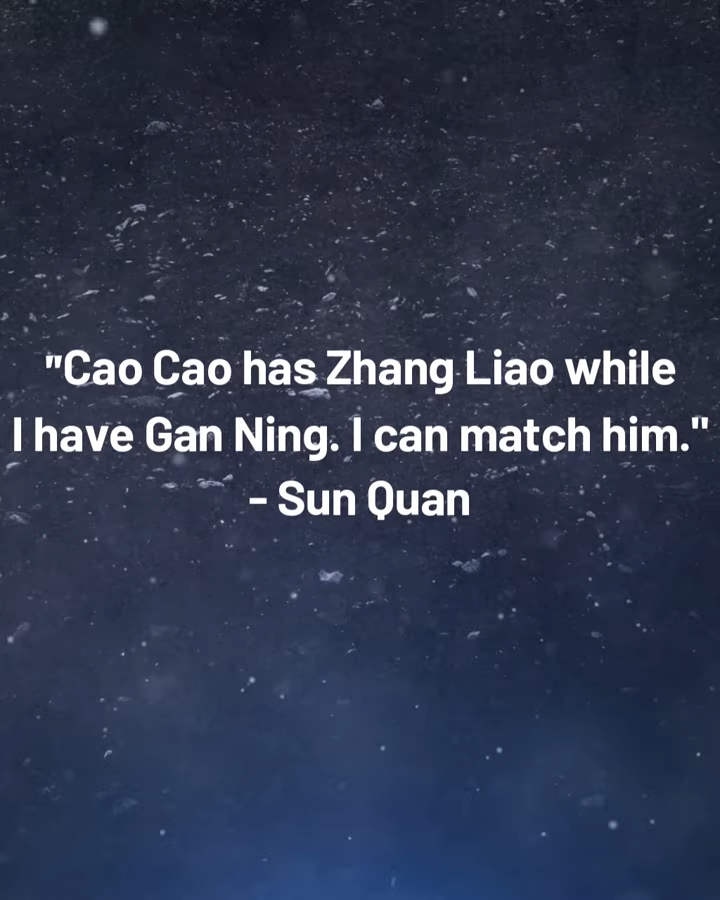 "Cao Cao has Zhang Liao while
I have Gan Ning. I can match him."
- Sun Quan